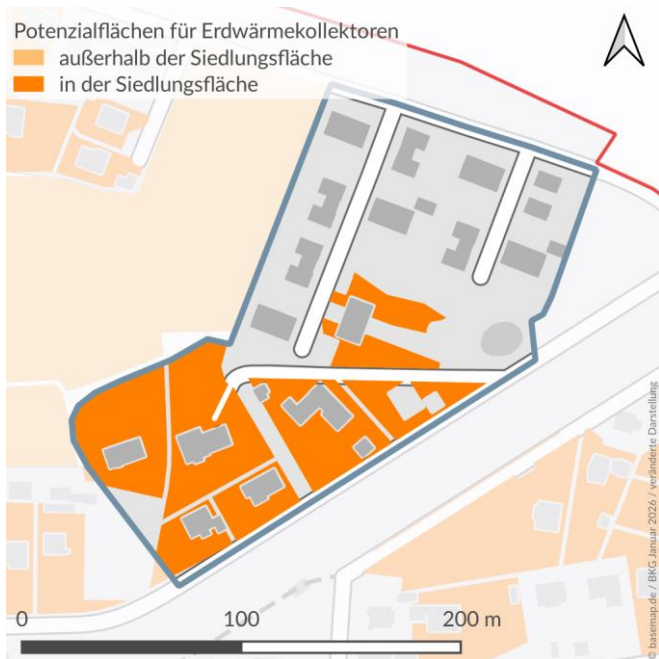 Potenzialflächen für Erdwärmekollektoren
außerhalb der Siedlungsfläche
in der Siedlungsfläche
0 100 200 m
© basemap.de / BKG Januar 2026 / veränderte Darstellung